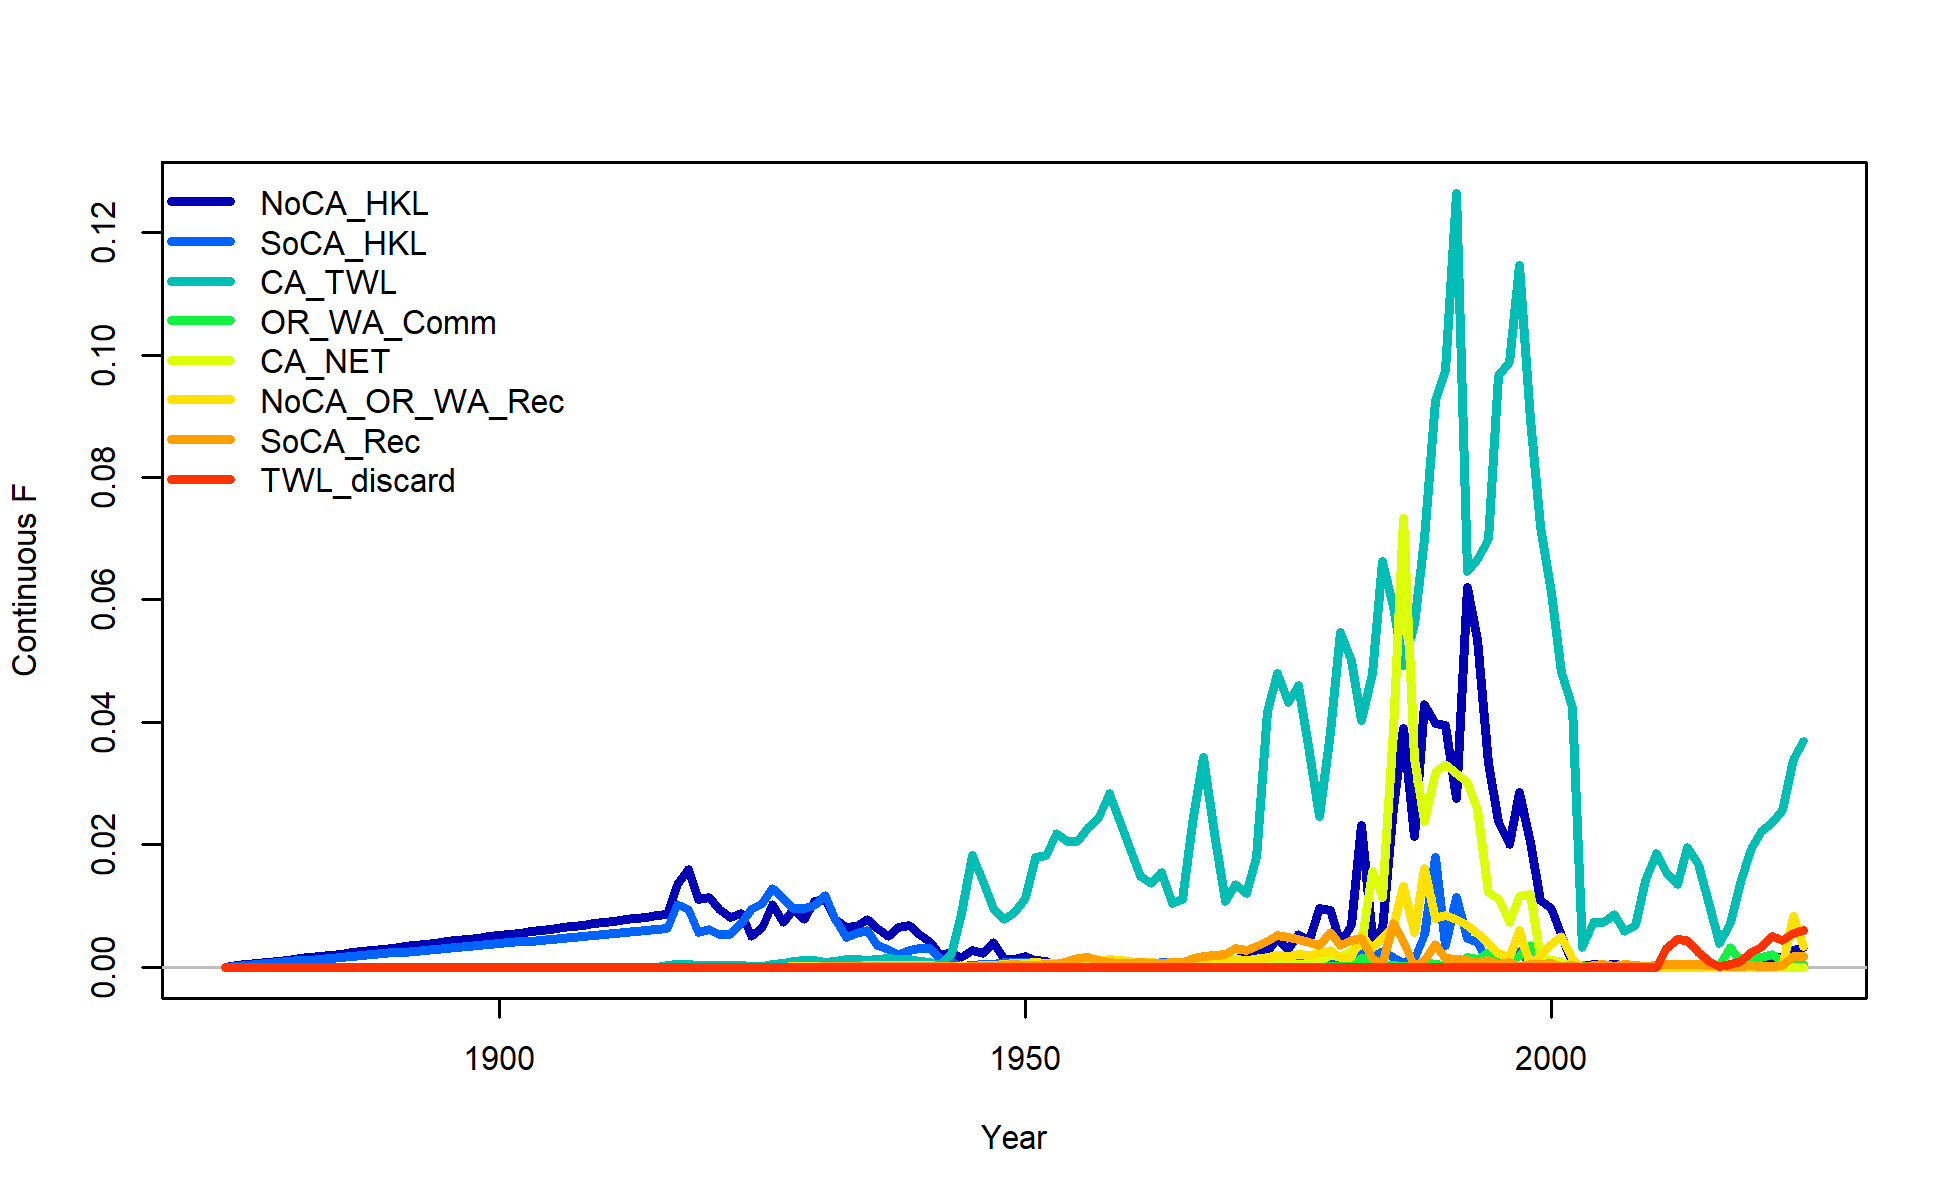 NoCA_HKL
SoCA_HKL
CA_TWL
OR_WA_Comm
CA_NET
NoCA_OR_WA_Rec
SoCA_Rec
TWL_discard
Continuous F
0.12
0.10
0.08
0.06
0.04
0.02
0.00
1900
1950
2000
Year